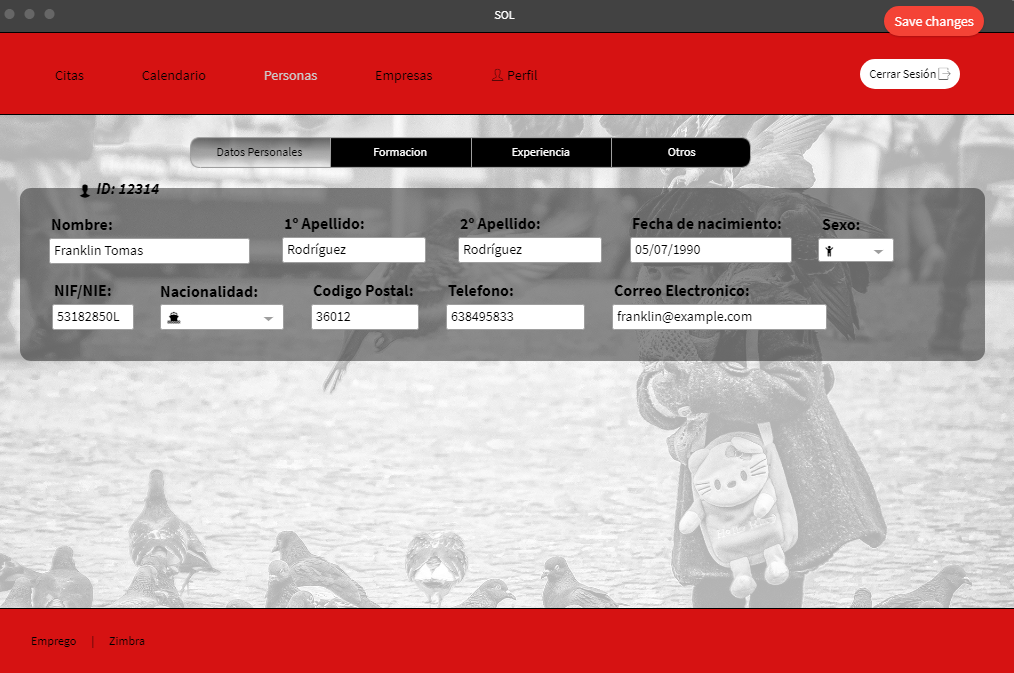 SOL
Save changes
Citas Calendario Personas Empresas Perfil
Cerrar Sesión
Datos Personales Formacion Experiencia Otros
ID: 12314
Nombre: 1º Apellido: 2º Apellido: Fecha de nacimiento: Sexo:
Franklin Tomas Rodríguez Rodríguez 05/07/1990
NIF/NIE: Nacionalidad: Codigo Postal: Telefono: Correo Electronico:
53182850L 36012 638495833 franklin@example.com
Emprego | Zimbra